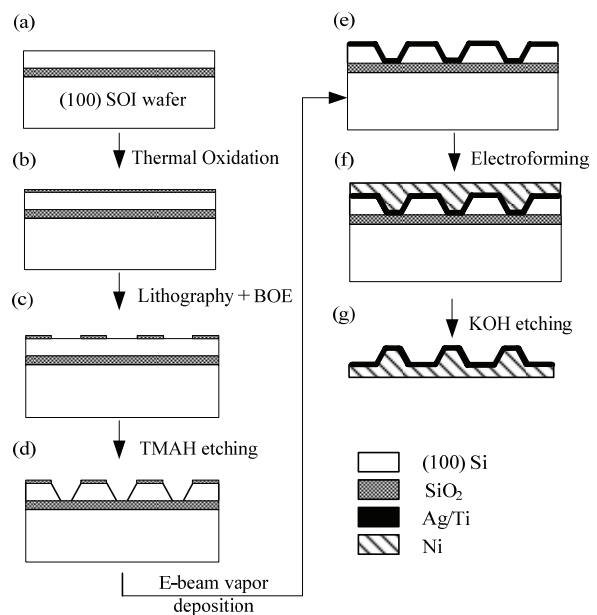 (a)
(100) SOI wafer
Thermal Oxidation
(b)
Lithography + BOE
(c)
TMAH etching
(d)
E-beam vapor
deposition
(e)
Electroforming
(f)
KOH etching
(g)
(100) Si
SiO₂
Ag/Ti
Ni